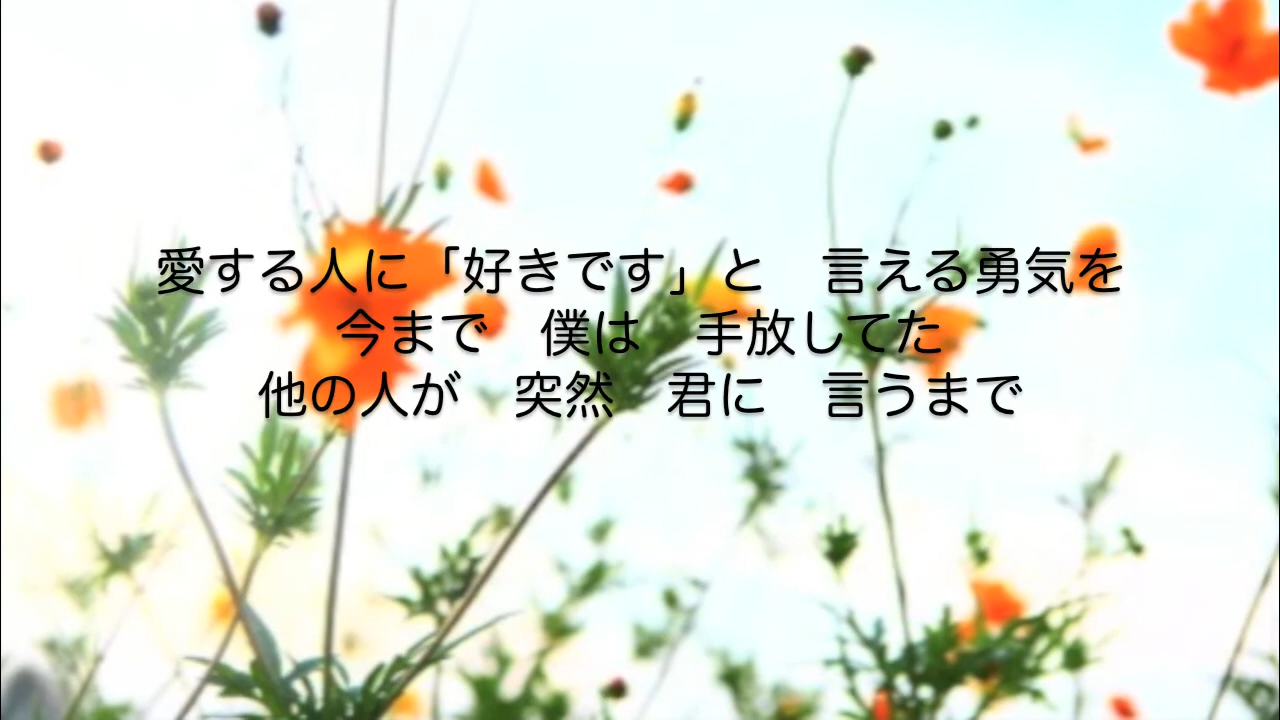 愛する人に「好きです」と　言える勇気を
今まで　僕は　手放してた
他の人が　突然　君に　言うまで